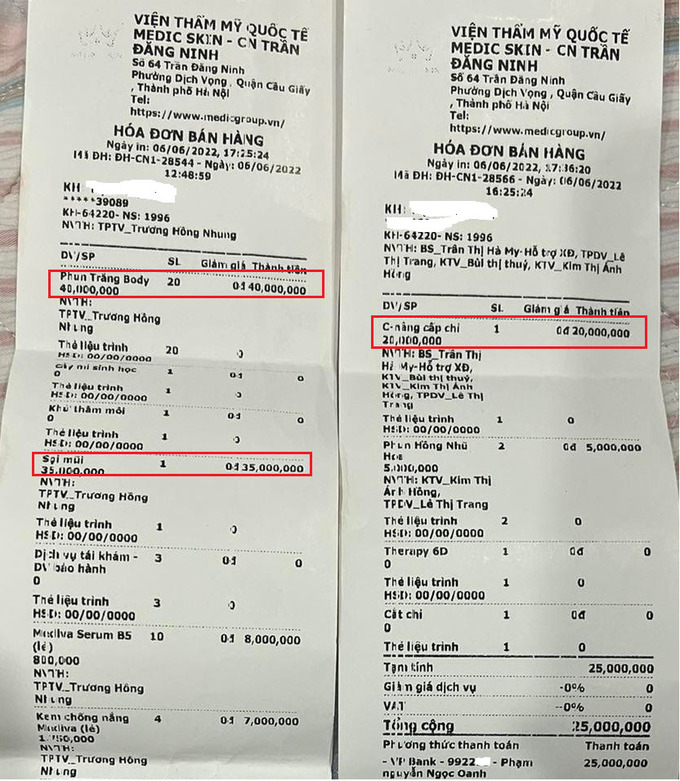 VIỆN THẨM MỸ QUỐC TẾ
MEDIC SKIN - CN TRẦN
ĐĂNG NINH
Số 64 Trần Đăng Ninh
Phường Dịch Vọng , Quận Cầu Giấy
, Thành phố Hà Nội
Tel:
https://www.medicgroup.vn/
HÓA ĐƠN BÁN HÀNG
Ngày in: 06/06/2022, 17:25:24
Mã ĐH: ĐH-CN1-28544 - Ngày: 06/06/2022
12:48:59
KH
*****39089
KH-64220- NS: 1996
NVTH: TPTV_Trương Hồng Nhung
DV/SP SL Giảm giá Thành tiền
Phun Trắng Body 20 0đ 40,000,000
40,000,000
NVTH:
TPTV_Trương Hồng
Nhung
Thẻ liệu trình 20 0
HSD: 00/00/0000
Cấy mí sinh học 1 0đ 0
0
Thẻ liệu trình 1 0
HSD: 00/00/0000
Khử thâm môi 1 0đ 0
0
Thẻ liệu trình 1 0
HSD: 00/00/0000
Sợi mũi 1 0đ 35,000,000
35,000,000
NVTH:
TPTV_Trương Hồng
Nhung
Thẻ liệu trình 1 0
HSD: 00/00/0000
Dịch vụ tái khám - 3 0đ 0
DV bảo hành
0
Thẻ liệu trình 3 0
HSD: 00/00/0000
Serum B5 10 0đ 8,000,000
(lẻ)
800,000
NVTH:
TPTV_Trương Hồng
Nhung
Kem chống nắng 4 0đ 7,000,000
(lẻ)
1,750,000
NVTH:
TPTV_Trương Hồng
Nhung
VIỆN THẨM MỸ QUỐC TẾ
MEDIC SKIN - CN TRẦN
ĐĂNG NINH
Số 64 Trần Đăng Ninh
Phường Dịch Vọng , Quận Cầu Giấy
, Thành phố Hà Nội
Tel:
https://www.medicgroup.vn/
HÓA ĐƠN BÁN HÀNG
Ngày in: 06/06/2022, 17:36:20
Mã ĐH: ĐH-CN1-28566 - Ngày: 06/06/2022
16:25:24
KH:
KH-64220- NS: 1996
NVTH: BS_Trân Thị Hà My-Hỗ trợ XĐ, TPDV_Lê
Thị Trang, KTV_Bùi thị thuý, KTV_Kim Thị Ánh
Hồng
DV/SP SL Giảm giá Thành tiền
C-nâng cấp chỉ 1 0đ 20,000,000
20,000,000
NVTH: BS_Trân Thị
Hà My-Hỗ trợ XĐ,
KTV_Bùi thị thuý,
KTV_Kim Thị Ánh
Hồng, TPDV_Lê Thị
Trang
Thẻ liệu trình 1 0
Phun Hồng Nhũ 2 0đ 5,000,000
Hoa
5,000,000
NVTH: KTV_Kim Thị
Ánh Hồng,
TPDV_Lê Thị Trang
Thẻ liệu trình 2 0
HSD: 00/00/0000
Therapy 6D 1 0đ 0
0
Thẻ liệu trình 1 0
HSD: 00/00/0000
Cắt chỉ 1 0đ 0
0
Thẻ liệu trình 1 0
Tạm tính 25,000,000
Giảm giá dịch vụ -0% 0
VAT -0% 0
Tổng cộng 25,000,000
Phương thức thanh toán Thanh toán
- VP Bank - 9922 - Phạm 25,000,000
nguyễn Ngọc Oanh